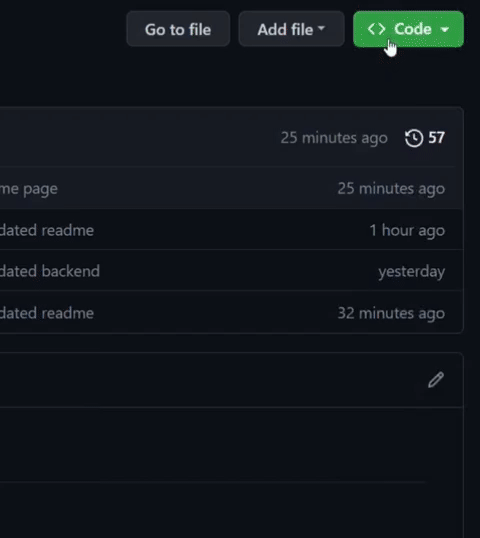 Go to file Add file Code
25 minutes ago 57
me page 25 minutes ago
dated readme 1 hour ago
dated backend yesterday
dated readme 32 minutes ago